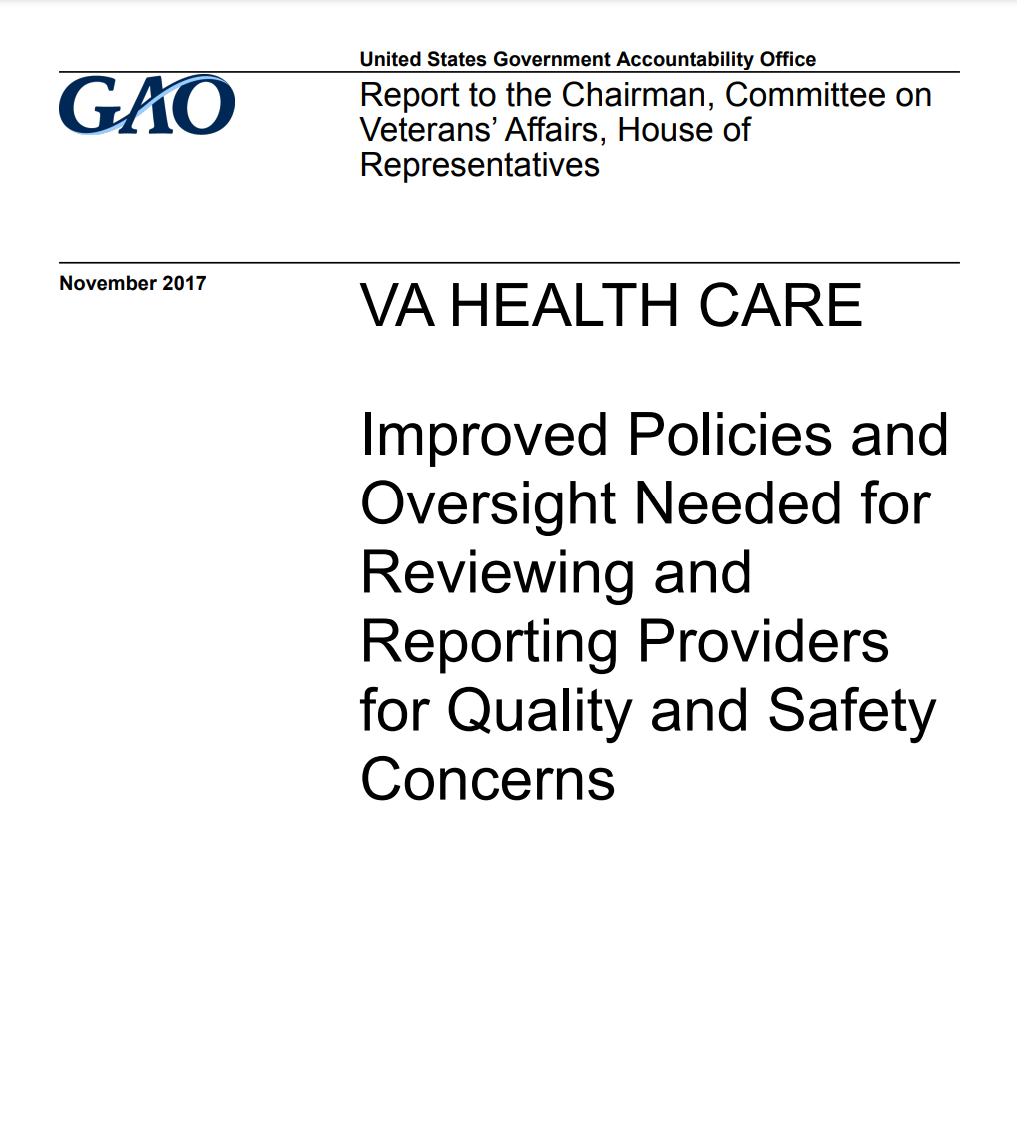 United States Government Accountability Office
GAO
Report to the Chairman, Committee on
Veterans’ Affairs, House of
Representatives
November 2017
VA HEALTH CARE
Improved Policies and
Oversight Needed for
Reviewing and
Reporting Providers
for Quality and Safety
Concerns